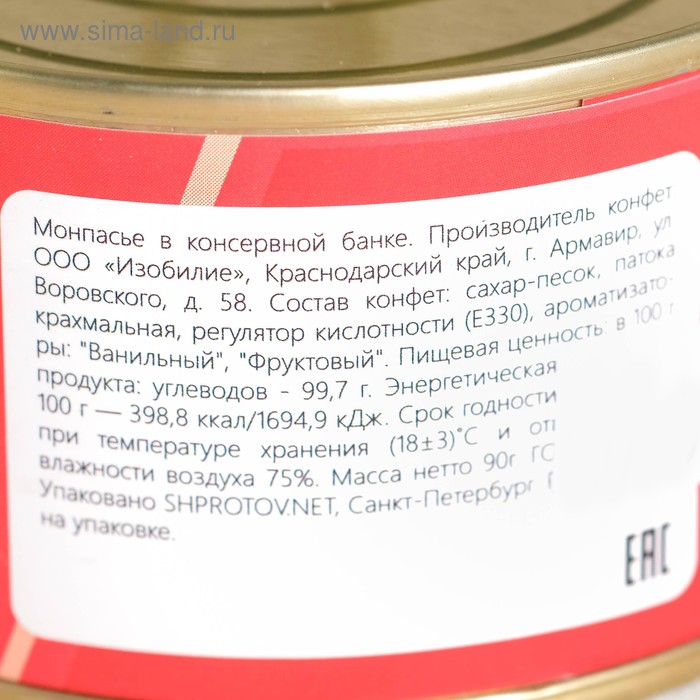 www.sima-land.ru
Монпасье в консервной банке. Производитель конфет
ООО «Изобилие», Краснодарский край, г. Армавир, ул
Воровского, д. 58. Состав конфет: сахар-песок, патока
крахмальная, регулятор кислотности (Е330), ароматизато-
ры: "Ванильный", "Фруктовый". Пищевая ценность: в 100 г
продукта: углеводов - 99,7 г. Энергетическая
100 г — 398,8 ккал/1694,9 кДж. Срок годности
при температуре хранения (18±3)˚С и
влажности воздуха 75%. Масса нетто 90г
Упаковано SHPROTOV.NET, Санкт-Петербург
на упаковке.
EAC